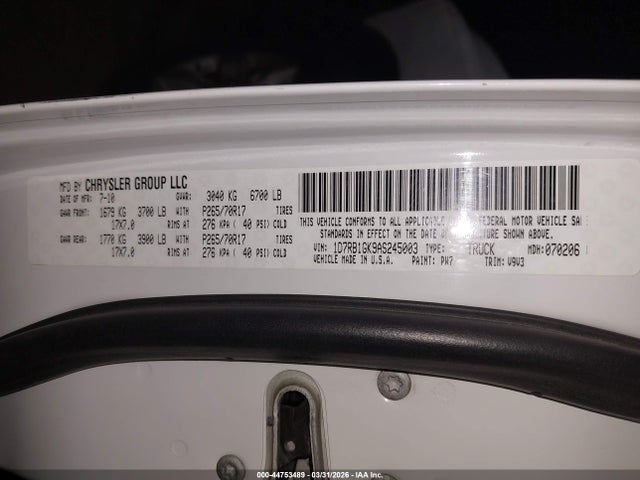 MFD BY CHRYSLER GROUP LLC
DATE OF MFR: 7-10 GVWR: 3040 KG 6700 LB
GAWR FRONT: 1679 KG 3700 LB WITH P265/70R17 TIRES
17X7.0 RIMS AT 276 KPA ( 40 PSI) COLD
GAWR REAR: 1770 KG 3900 LB WITH P265/70R17 TIRES
17X7.0 RIMS AT 276 KPA ( 40 PSI) COLD
THIS VEHICLE CONFORMS TO ALL APPLICABLE FEDERAL MOTOR VEHICLE SA
STANDARDS IN EFFECT ON THE DATE OF TURE SHOWN ABOVE.
VIN: 1D7RB1GK9AS245003 TYPE: TRUCK MDH: 070206
VEHICLE MADE IN U.S.A. PAINT: PW7 TRIM: V9V3
000-44753489 - 03/31/2026 - IAA Inc.